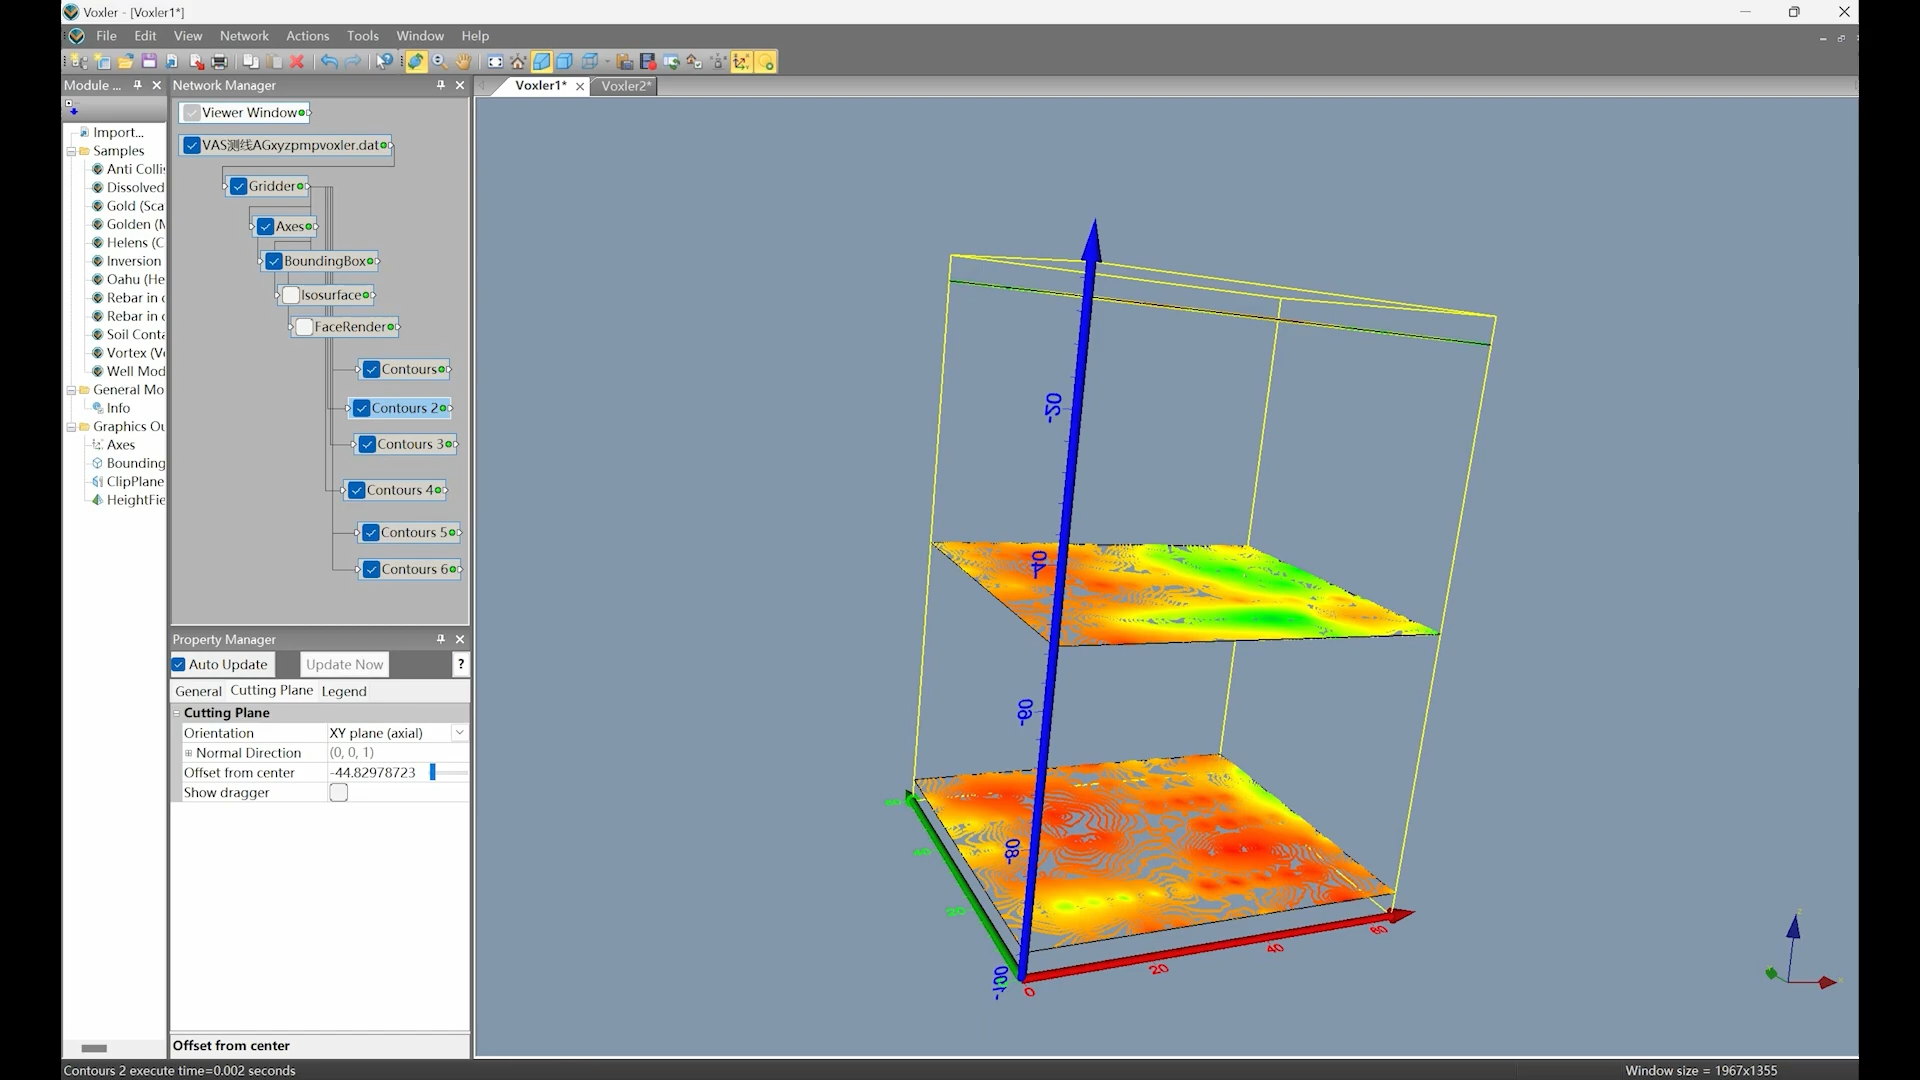 Voxler - [Voxler1*]
File Edit View Network Actions Tools Window Help
Module ...
Network Manager
Voxler1*
Voxler2*
Import...
Samples
Anti Colli
Dissolved
Gold (Sca
Golden (M
Helens (C
Inversion
Oahu (He
Rebar in c
Rebar in c
Soil Conta
Vortex (V
Well Mod
General Mo
Info
Graphics Ou
Axes
Bounding
ClipPlane
HeightFie
Viewer Window
VAS测线AGxyzpmpvoxler.dat
Gridder
Axes
BoundingBox
Isosurface
FaceRender
Contours
Contours 2
Contours 3
Contours 4
Contours 5
Contours 6
Property Manager
Auto Update
Update Now
?
General Cutting Plane Legend
Cutting Plane
Orientation XY plane (axial)
Normal Direction (0, 0, 1)
Offset from center -44.82978723
Show dragger
Offset from center
-20
-40
-60
-80
-100
0
20
40
60
20
Contours 2 execute time=0.002 seconds
Window size = 1967x1355